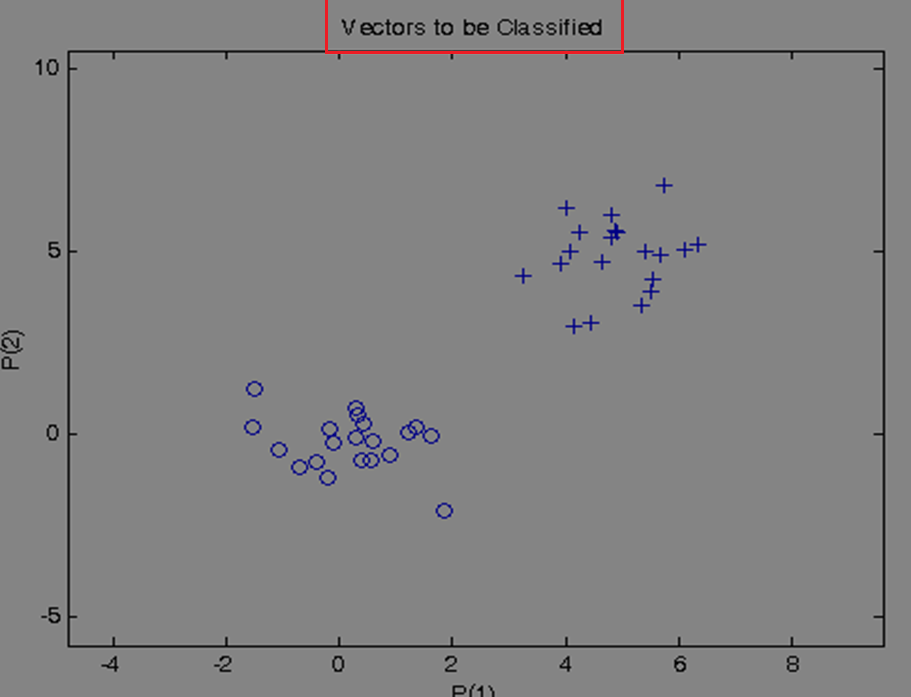 Vectors to be Classified
10
5
0
-5
P(2)
-4 -2 0 2 4 6 8
P(1)